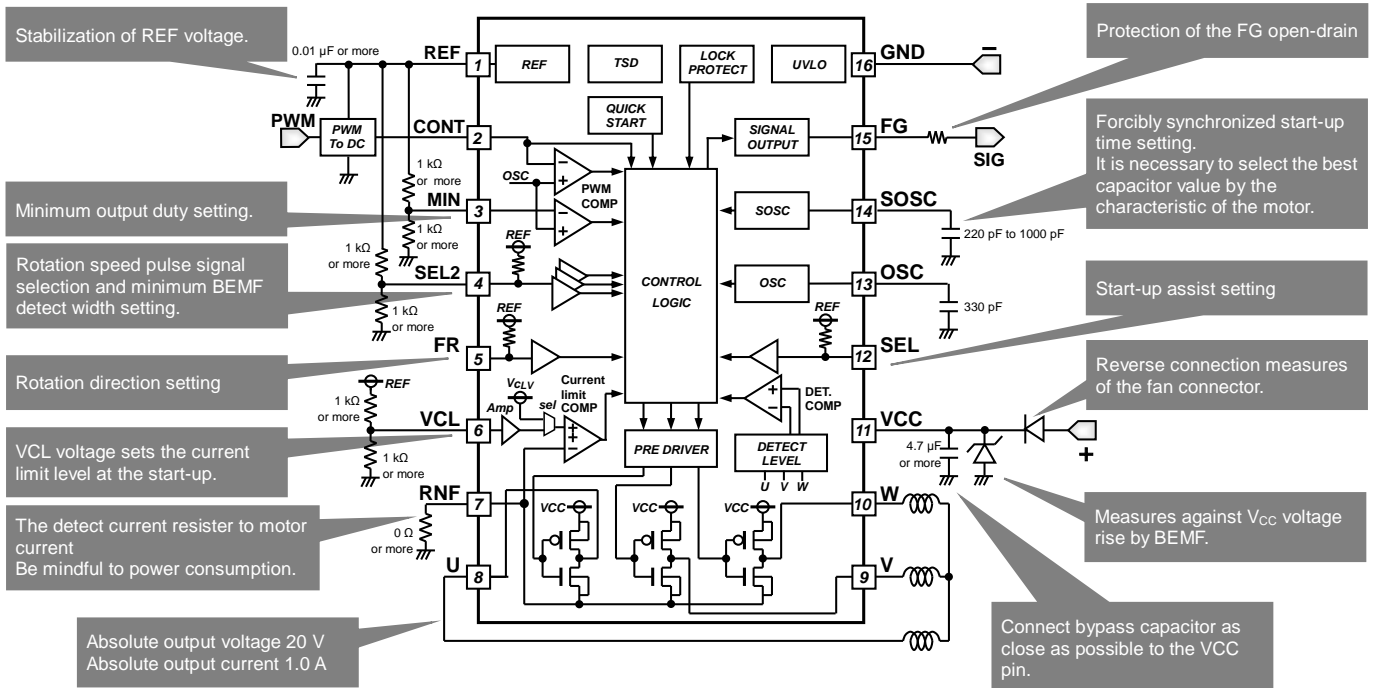 Stabilization of REF voltage.
0.01 µF or more
REF
1
REF
TSD
LOCK
PROTECT
UVLO
16
GND
–
Protection of the FG open-drain
PWM
PWM
To DC
CONT
2
QUICK
START
SIGNAL
OUTPUT
15
FG
SIG
Forcibly synchronized start-up
time setting.
It is necessary to select the best
capacitor value by the
characteristic of the motor.
1 kΩ
or more
OSC
–
+
PWM
COMP
Minimum output duty setting.
MIN
3
–
+
SOSC
14
SOSC
220 pF to 1000 pF
1 kΩ
or more
1 kΩ
or more
Rotation speed pulse signal
selection and minimum BEMF
detect width setting.
SEL2
4
REF
CONTROL
LOGIC
OSC
13
OSC
330 pF
Start-up assist setting
1 kΩ
or more
REF
REF
FR
5
12
SEL
Rotation direction setting
REF
1 kΩ
or more
Reverse connection measures
of the fan connector.
VCLV
Current
limit
COMP
Amp
sel
+
+
–
+
–
DET.
COMP
VCL
6
11
VCC
4.7 µF
or more
+
VCL voltage sets the current
limit level at the start-up.
1 kΩ
or more
PRE DRIVER
DETECT
LEVEL
U V W
RNF
7
VCC
VCC
VCC
10
W
The detect current resister to motor
current
Be mindful to power consumption.
0 Ω
or more
Measures against VCC voltage
rise by BEMF.
U
8
9
V
Absolute output voltage 20 V
Absolute output current 1.0 A
Connect bypass capacitor as
close as possible to the VCC
pin.